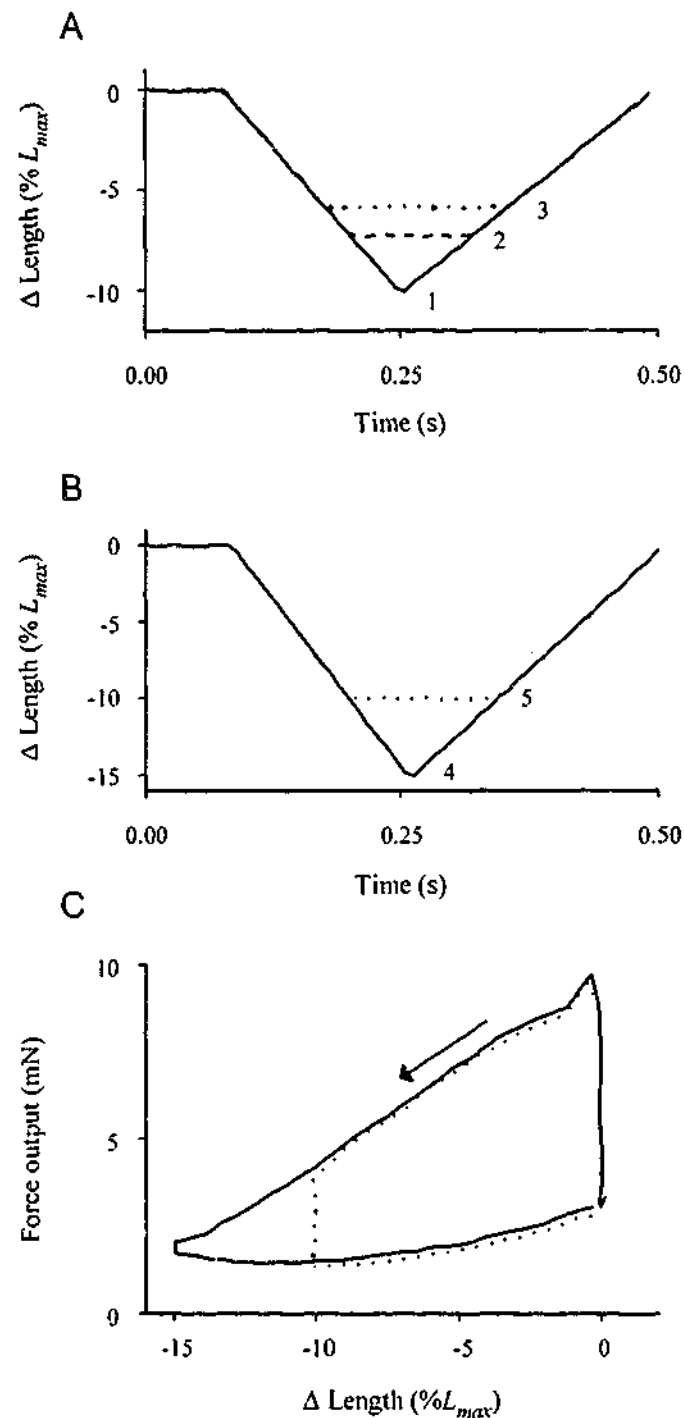 A
Δ Length (% Lmax)
0
-5
-10
3
2
1
0.00
0.25
0.50
Time (s)
B
Δ Length (% Lmax)
0
-5
-10
-15
5
4
0.00
0.25
0.50
Time (s)
C
Force output (mN)
10
5
0
-15
-10
-5
0
Δ Length (%Lmax)